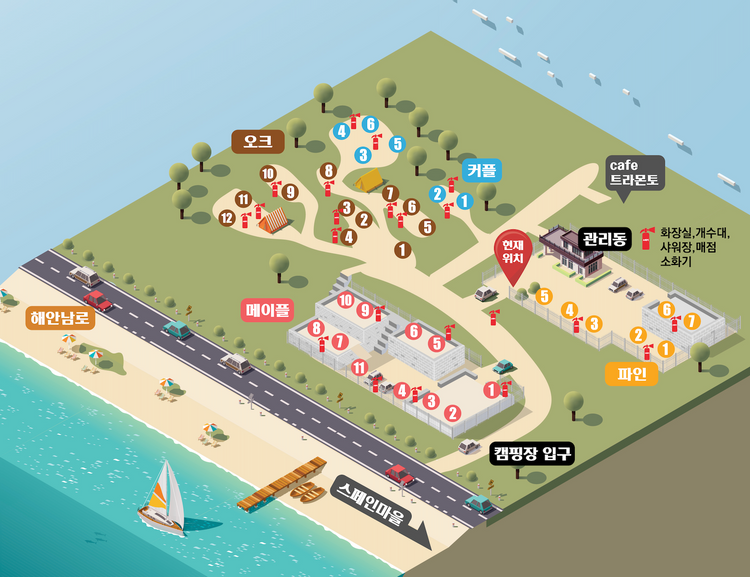 4
6
5
3
오크
커플
cafe
트라몬토
10
9
8
11
12
7
6
5
3
2
4
1
2
1
관리동
화장실,개수대,
샤워장,매점
소화기
현재
위치
해안남로
메이플
10
9
8
7
6
5
11
4
3
2
1
5
4
3
2
1
6
7
파인
캠핑장 입구
스페인마을